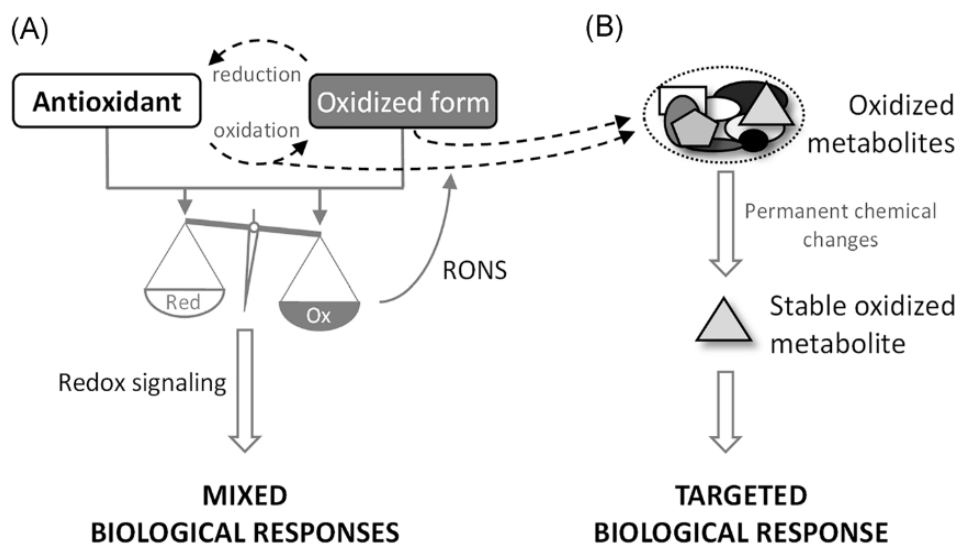 (A)
reduction
Antioxidant
Oxidized form
oxidation
Red
Ox
RONS
Redox signaling
MIXED
BIOLOGICAL RESPONSES
(B)
Oxidized
metabolites
Permanent chemical
changes
Stable oxidized
metabolite
TARGETED
BIOLOGICAL RESPONSE